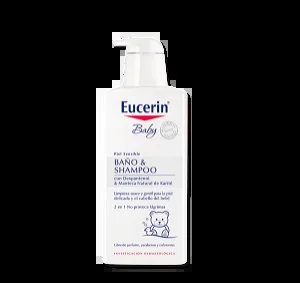 Eucerin®
Baby
Piel Sensible
BAÑO &
SHAMPOO
con Dexpantenol
& Manteca Natural de Karité
Limpieza suave y gentil para la piel
delicada y el cabello del bebé
2 en 1 No provoca lágrimas
Libre de perfume, parabenos y colorantes
INVESTIGACIÓN DERMATOLÓGICA